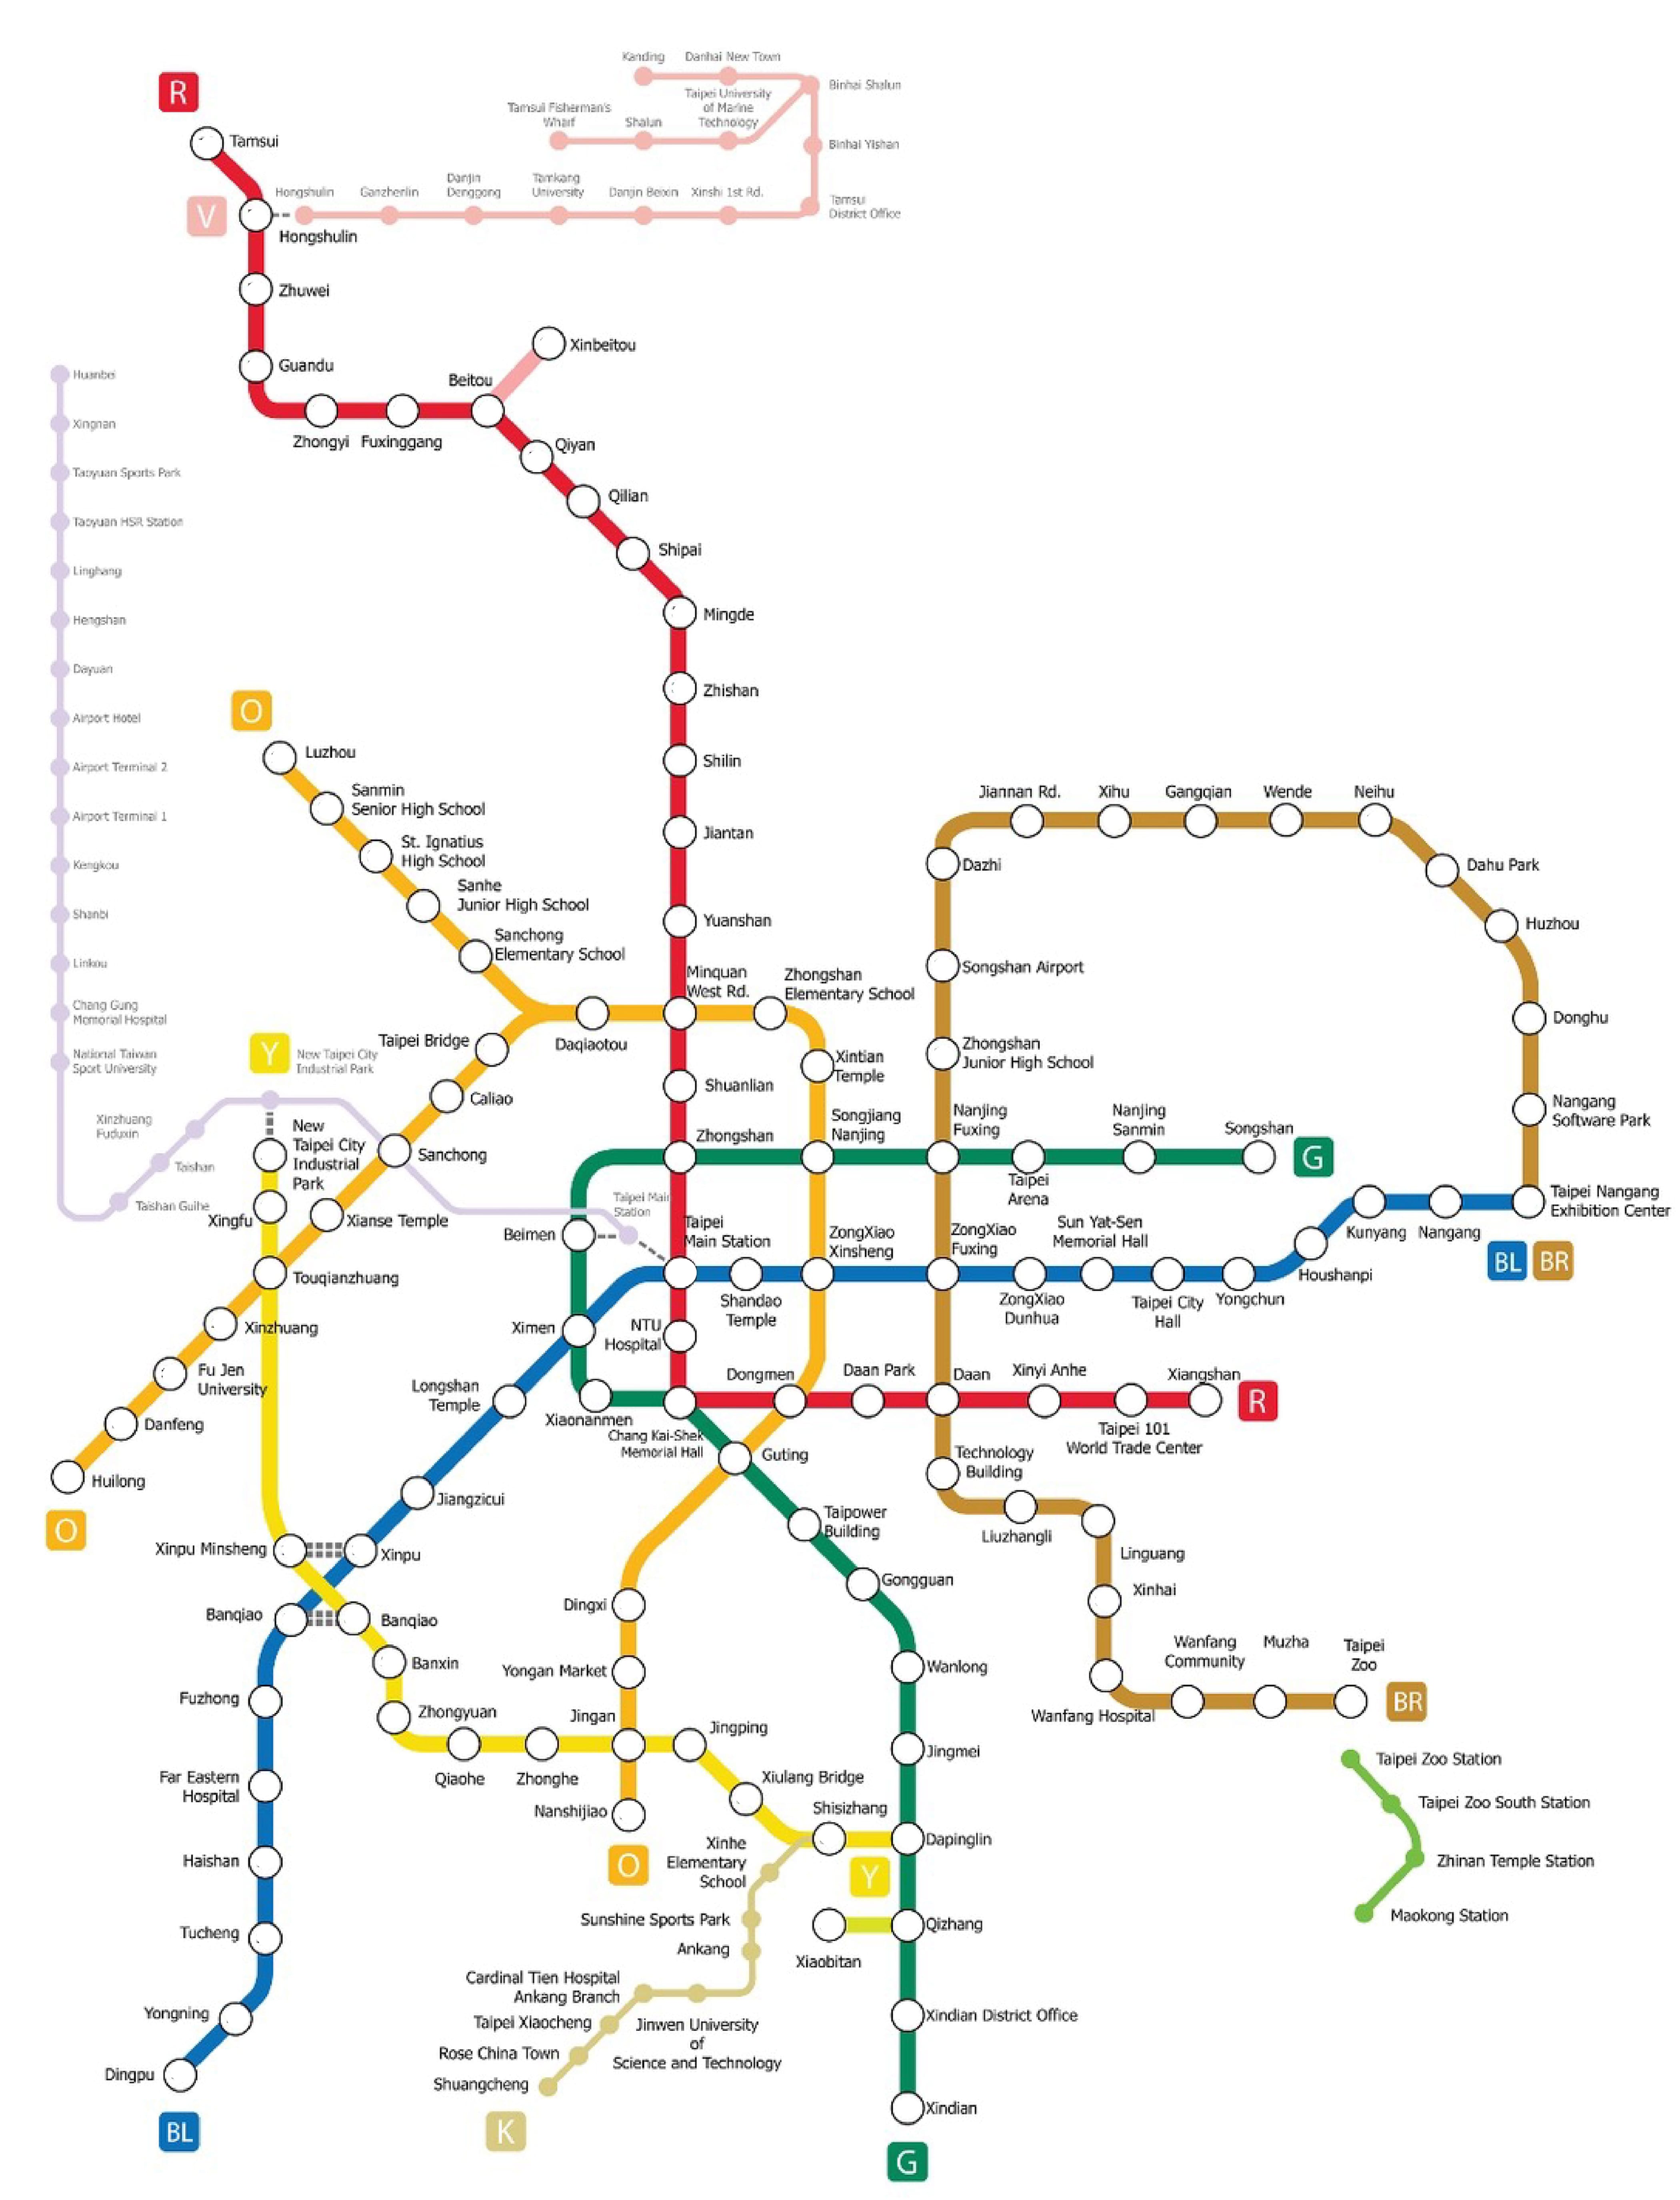 Kanding
Danhai New Town
Binhai Shalun
R
Tamsui Fisherman's
Wharf
Shalun
Taipei University
of Marine
Technology
Tamsui
Binhai Yishan
V
Hongshulin
Ganzhenlin
Danjin
Denggong
Tamkang
University
Danjin Beixin
Xinshi 1st Rd.
Tamsui
District Office
Hongshulin
Zhuwei
Guandu
Beitou
Xinbeitou
Zhongyi
Fuxinggang
Qiyan
Qilian
Shipai
Mingde
Zhishan
Shilin
Jiantan
Yuanshan
Huanbei
Xingnan
Taoyuan Sports Park
Taoyuan HSR Station
Linghang
Hengshan
Dayuan
Airport Hotel
Airport Terminal 2
Airport Terminal 1
Kengkou
Shanbi
Linkou
Chang Gung
Memorial Hospital
National Taiwan
Sport University
O
Luzhou
Sanmin
Senior High School
St. Ignatius
High School
Sanhe
Junior High School
Sanchong
Elementary School
Jiannan Rd.
Xihu
Gangqian
Wende
Neihu
Dazhi
Dahu Park
Huzhou
Songshan Airport
Donghu
Zhongshan
Junior High School
Nangang
Software Park
Minquan
West Rd.
Zhongshan
Elementary School
Taipei Bridge
Daqiaotou
Xintian
Temple
Caliao
Shuanlian
Y
New Taipei City
Industrial Park
Xinzhuang
Fuduxin
Taishan
Taishan Guihe
New
Taipei City
Industrial
Park
Sanchong
Zhongshan
Songjiang
Nanjing
Nanjing
Fuxing
Nanjing
Sanmin
Songshan
G
Taipei
Arena
Xingfu
Xianse Temple
Beimen
Taipei Main
Station
Taipei
Main Station
ZongXiao
Xinsheng
ZongXiao
Fuxing
Sun Yat-Sen
Memorial Hall
Kunyang
Nangang
Taipei Nangang
Exhibition Center
BL
BR
Houshanpi
Touqianzhuang
Shandao
Temple
ZongXiao
Dunhua
Taipei City
Hall
Yongchun
Xinzhuang
Ximen
NTU
Hospital
Fu Jen
University
Longshan
Temple
Dongmen
Daan Park
Daan
Xinyi Anhe
Xiangshan
R
Danfeng
Xiaonanmen
Chang Kai-Shek
Memorial Hall
Taipei 101
World Trade Center
Huilong
Guting
Technology
Building
O
Jiangzicui
Taipower
Building
Liuzhangli
Xinpu Minsheng
Xinpu
Linguang
Gongguan
Xinhai
Banqiao
Banqiao
Dingxi
Banxin
Yongan Market
Wanlong
Wanfang
Community
Muzha
Taipei
Zoo
Fuzhong
Zhongyuan
Jingan
Jingping
Wanfang Hospital
BR
Qiaohe
Zhonghe
Jingmei
Taipei Zoo Station
Far Eastern
Hospital
Xiulang Bridge
Taipei Zoo South Station
Nanshijiao
Shisizhang
Dapinglin
Haishan
O
Xinhe
Elementary
School
Y
Zhinan Temple Station
Tucheng
Sunshine Sports Park
Qizhang
Maokong Station
Ankang
Xiaobitan
Cardinal Tien Hospital
Ankang Branch
Yongning
Taipei Xiaocheng
Jinwen University
of
Science and Technology
Xindian District Office
Rose China Town
Dingpu
Shuangcheng
Xindian
BL
K
G